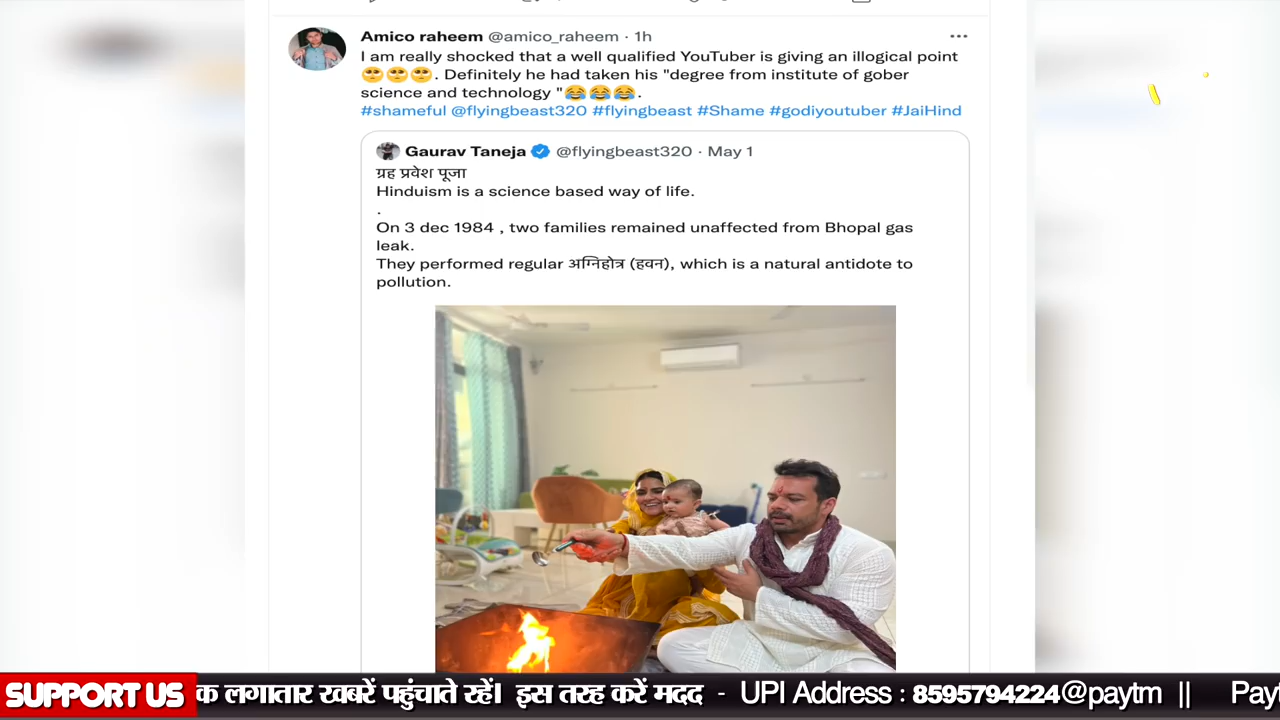 Amico raheem @amico_raheem · 1h
I am really shocked that a well qualified YouTuber is giving an illogical point
🥺🥺🥺. Definitely he had taken his "degree from institute of gober
science and technology "😂😂😂.
#shameful @flyingbeast320 #flyingbeast #Shame #godiyoutuber #JaiHind
Gaurav Taneja @flyingbeast320 · May 1
ग्रह प्रवेश पूजा
Hinduism is a science based way of life.
.
On 3 dec 1984 , two families remained unaffected from Bhopal gas
leak.
They performed regular अग्निहोत्र (हवन), which is a natural antidote to
pollution.
SUPPORT US क लगातार खबरें पहुंचाते रहें। इस तरह करें मदद - UPI Address : 8595794224@paytm || Payt